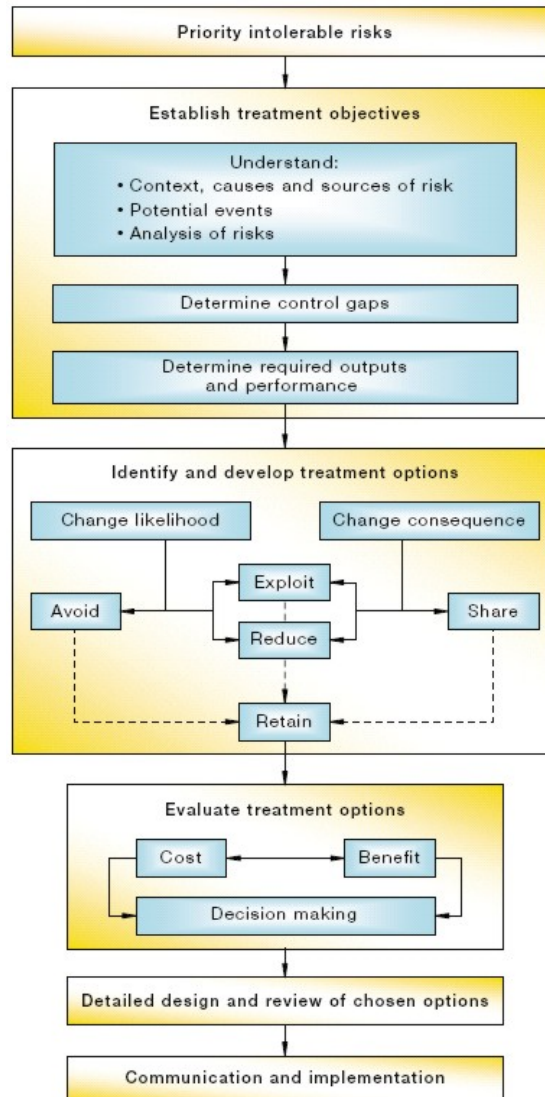 Priority intolerable risks
Establish treatment objectives
Understand:
• Context, causes and sources of risk
• Potential events
• Analysis of risks
Determine control gaps
Determine required outputs
and performance
Identify and develop treatment options
Change likelihood
Change consequence
Exploit
Avoid
Share
Reduce
Retain
Evaluate treatment options
Cost
Benefit
Decision making
Detailed design and review of chosen options
Communication and implementation